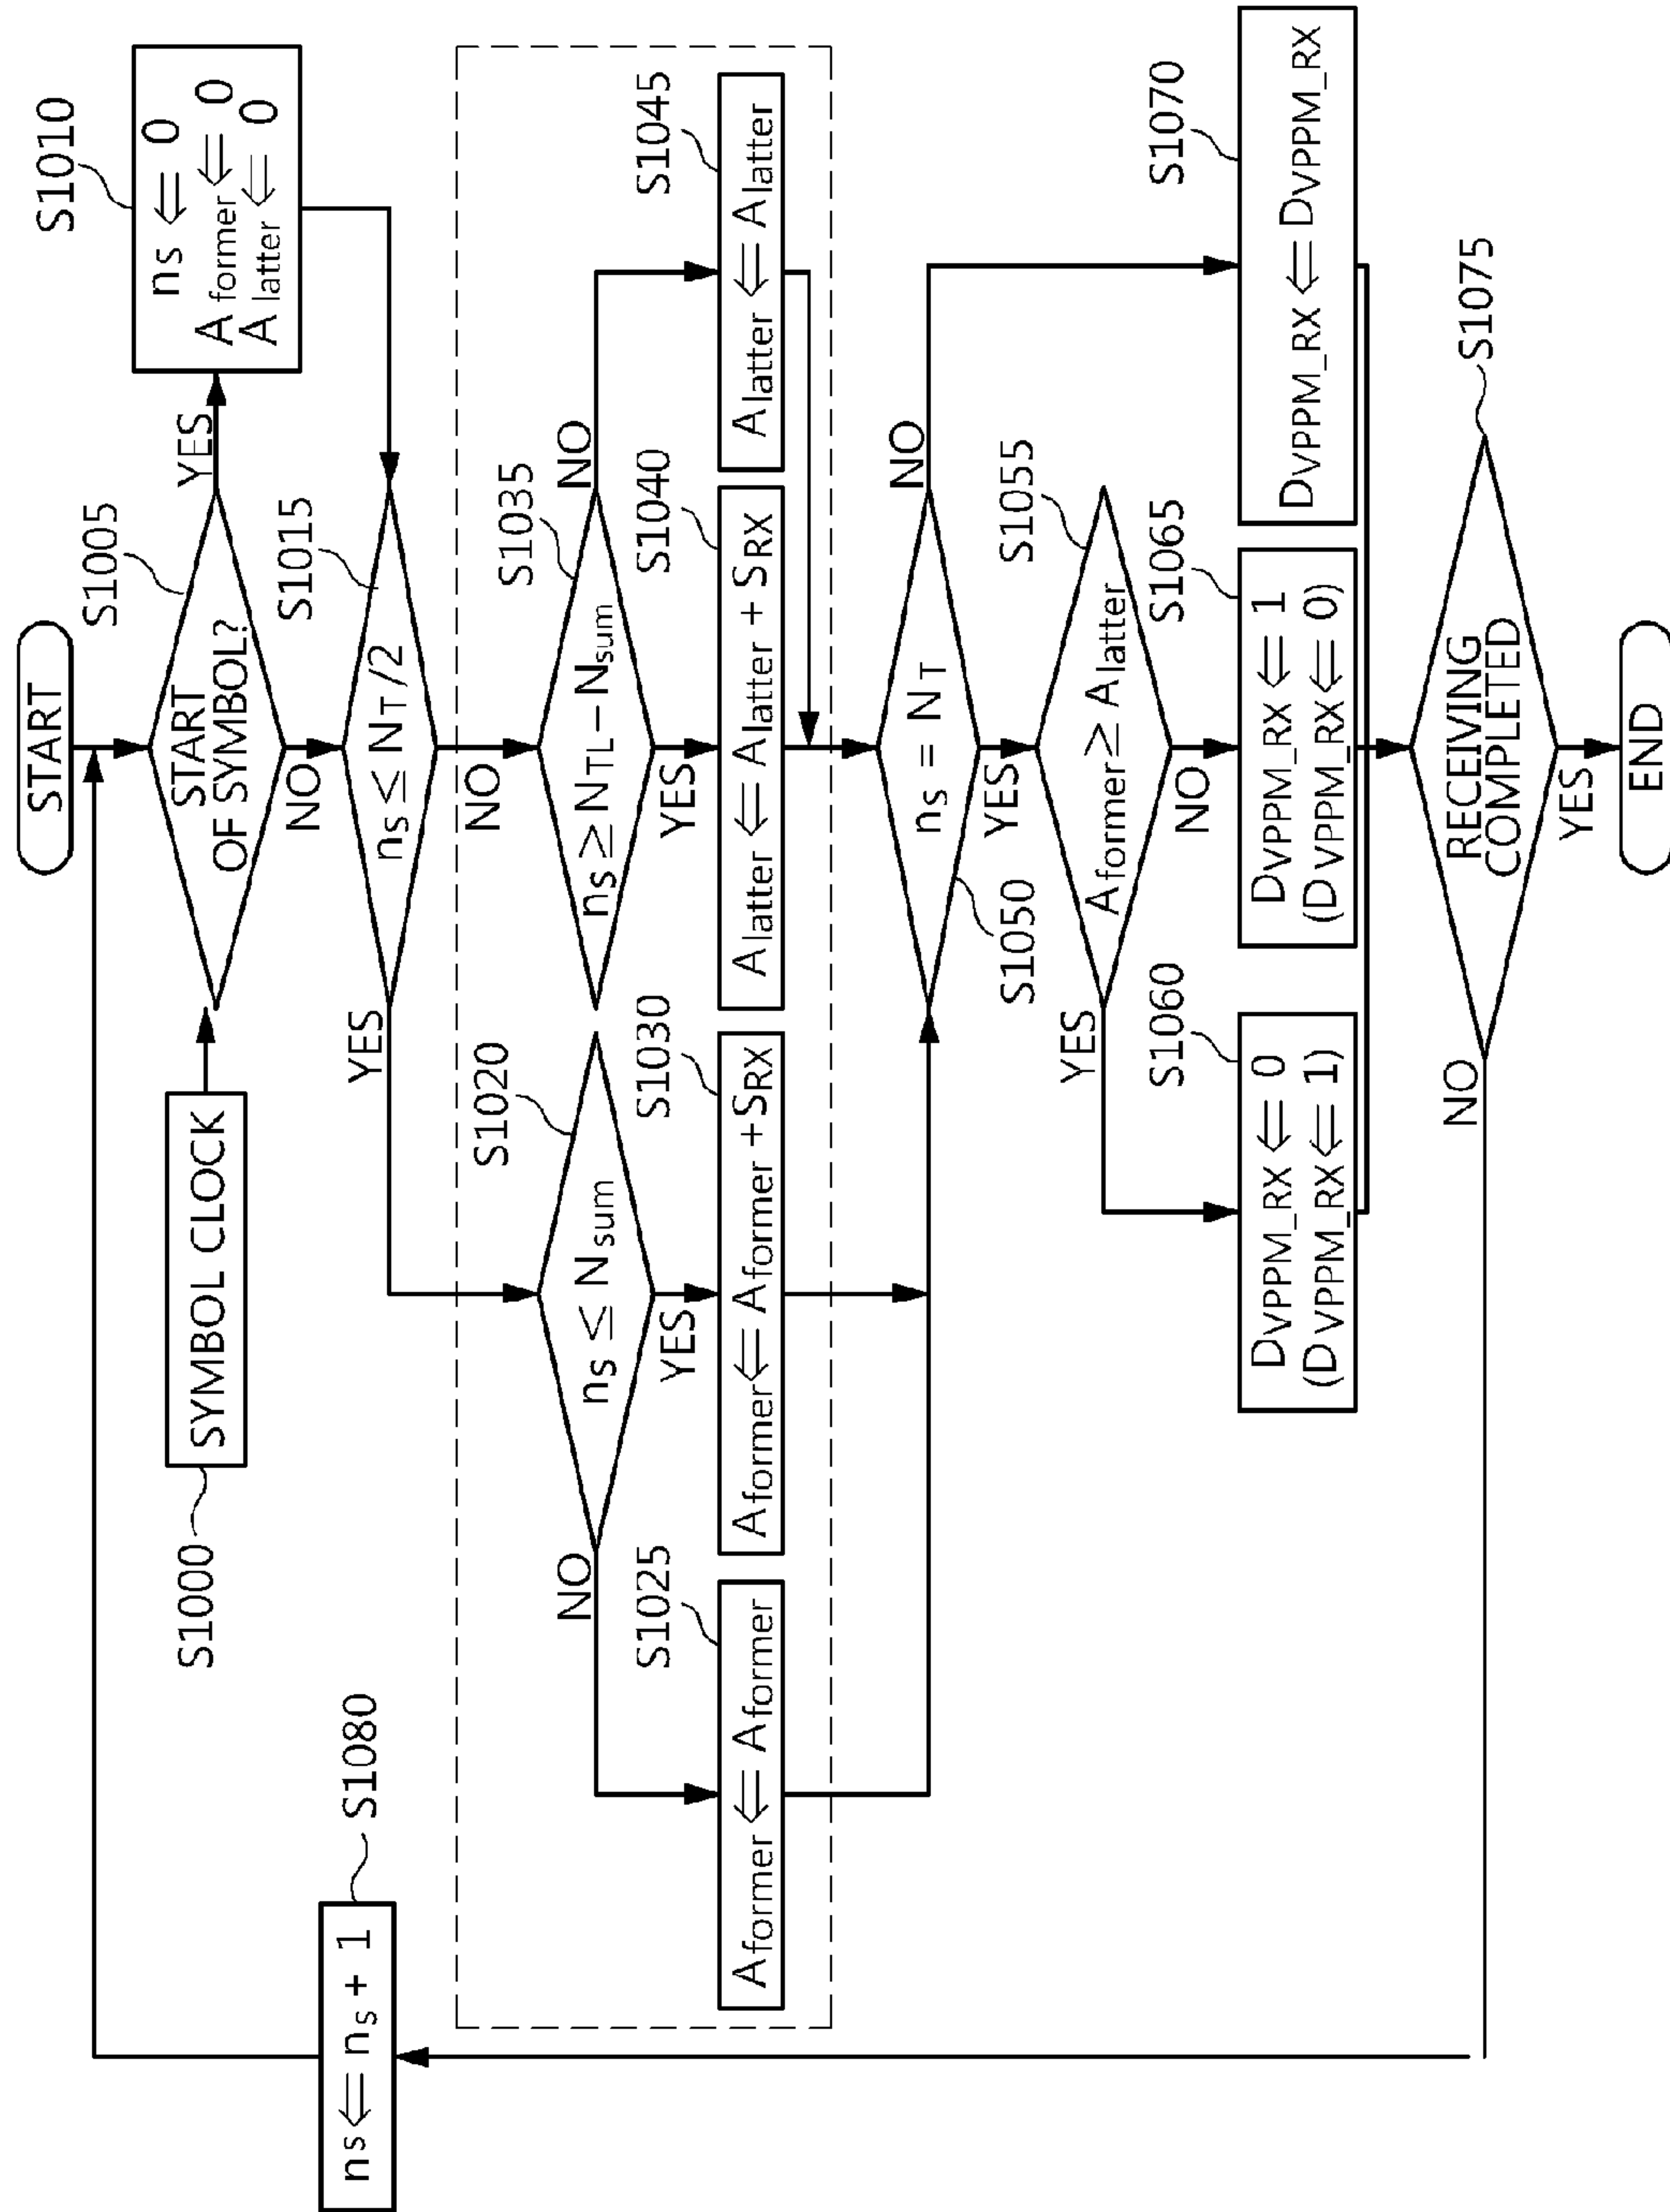 START
S1005
START
OF SYMBOL?
YES
NO
SYMBOL CLOCK
S1000
S1010
ns ⇐ 0
Aformer ⇐ 0
Alatter ⇐ 0
ns ⇐ ns + 1
S1080
S1015
ns ≤ NT/2
YES
NO
S1020
ns ≤ Nsum
NO
YES
S1035
ns ≥ NTL − Nsum
NO
YES
S1025
Aformer ⇐ Aformer
S1030
Aformer ⇐ Aformer + SRX
S1040
Alatter ⇐ Alatter + SRX
S1045
Alatter ⇐ Alatter
ns = NT
S1050
NO
YES
S1055
Aformer ≥ Alatter
YES
NO
S1060
DVPPM_RX ⇐ 0
(DVPPM_RX ⇐ 1)
S1065
DVPPM_RX ⇐ 1
(DVPPM_RX ⇐ 0)
S1070
DVPPM_RX ⇐ DVPPM_RX
S1075
RECEIVING
COMPLETED
NO
YES
END